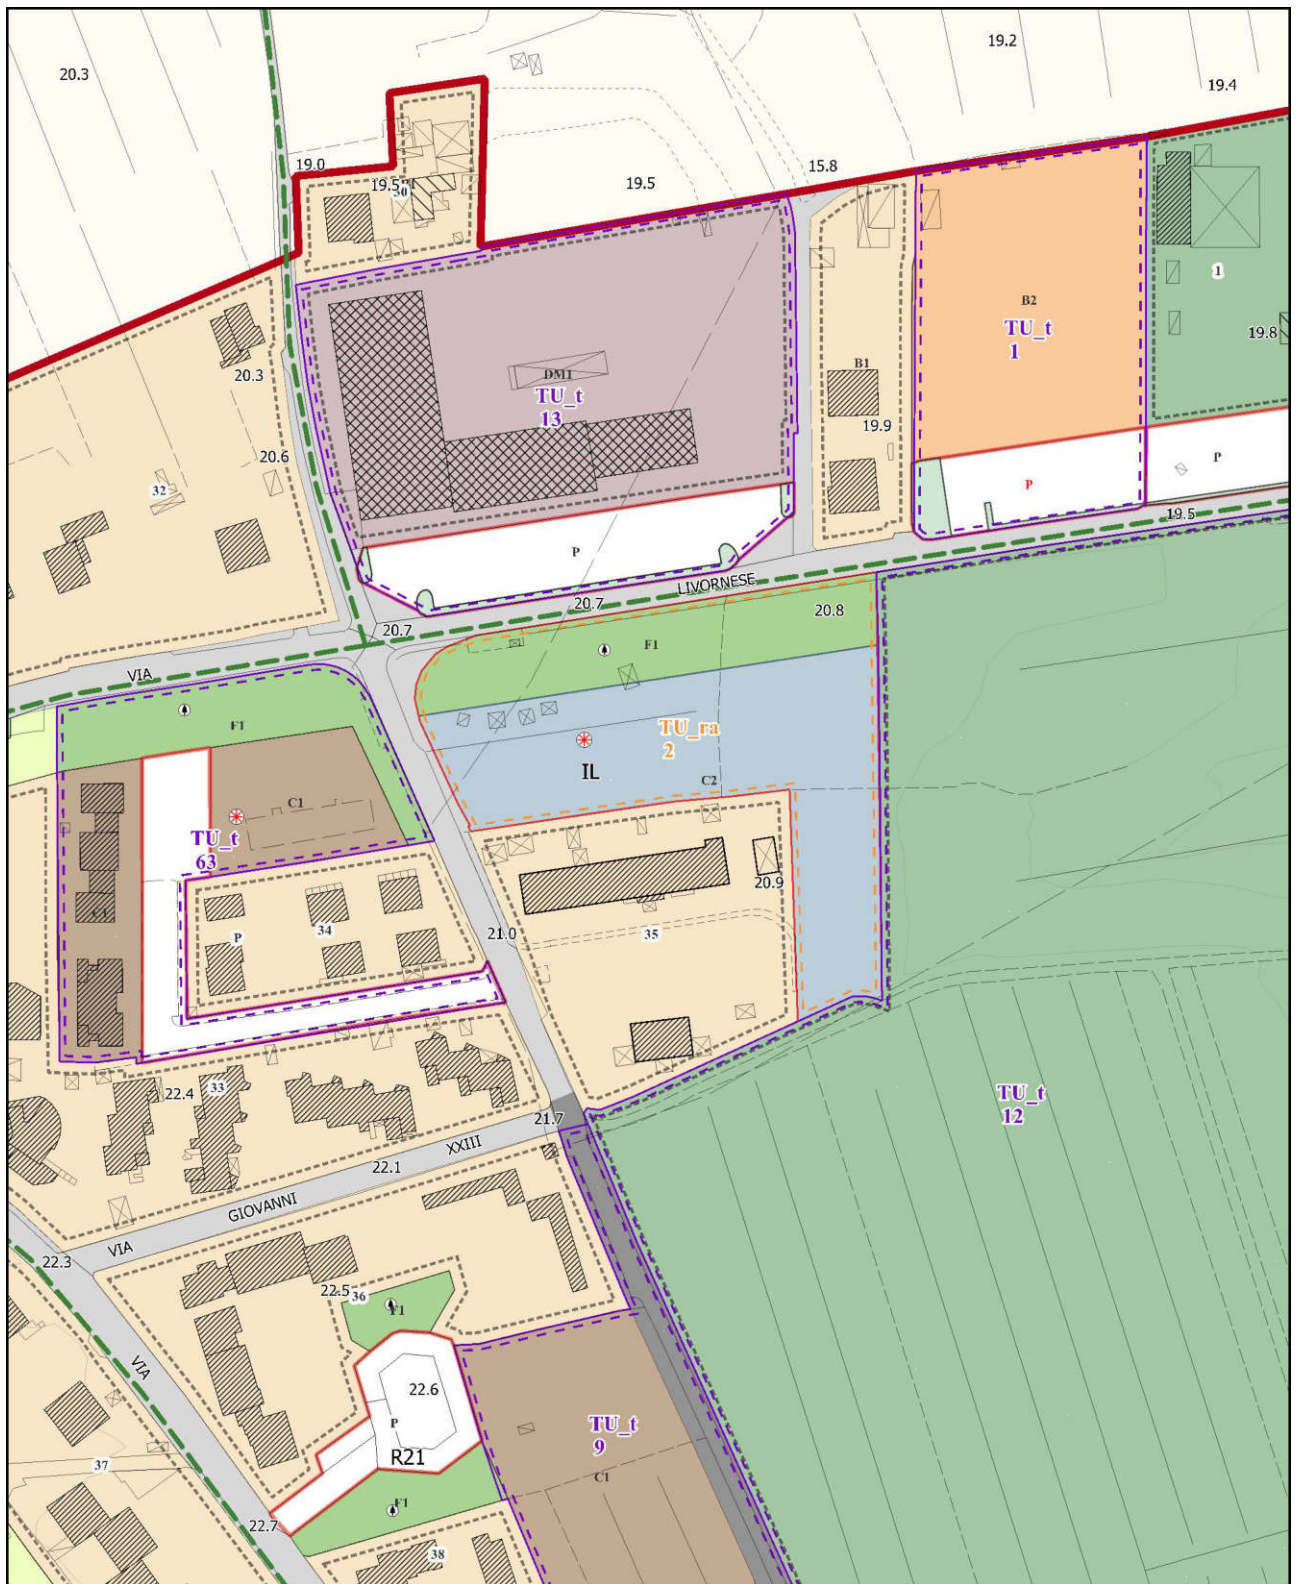 20.3
19.2
19.4
19.0
19.5
30
19.5
15.8
1
B2
TU_t
1
19.8
20.3
DM1
TU_t
13
B1
19.9
20.6
32
P
P
P
19.5
LIVORNESE
20.7
20.8
20.7
VIA
F1
F1
TU_ra
2
IL
C2
C1
TU_t
63
20.9
C1
P
34
21.0
35
22.4
33
21.7
TU_t
12
XXIII
22.1
GIOVANNI
VIA
22.3
22.5
36
F1
VIA
22.6
P
R21
TU_t
9
C1
37
F1
22.7
38